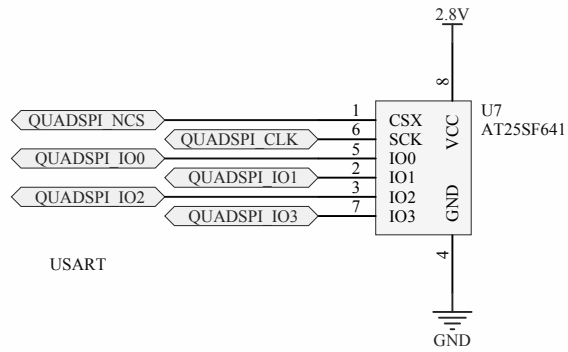 2.8V
8
U7
AT25SF641
QUADSPI_NCS 1 CSX
QUADSPI_CLK 6 SCK
VCC
QUADSPI_IO0 5 IO0
QUADSPI_IO1 2 IO1
QUADSPI_IO2 3 IO2
GND
QUADSPI_IO3 7 IO3
USART
4
GND